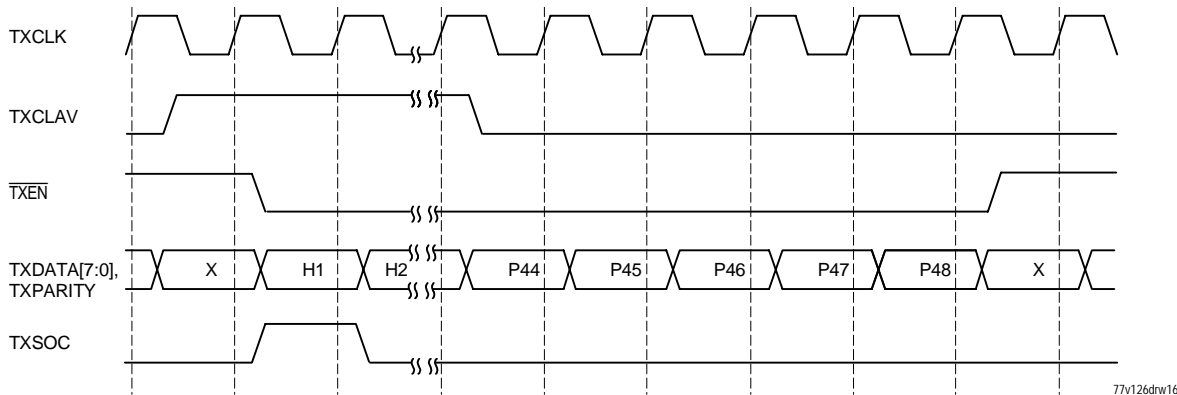 TXCLK
TXCLAV
TXEN
TXDATA[7:0],
TXPARITY
X H1 H2 P44 P45 P46 P47 P48 X
TXSOC
77v126drw16